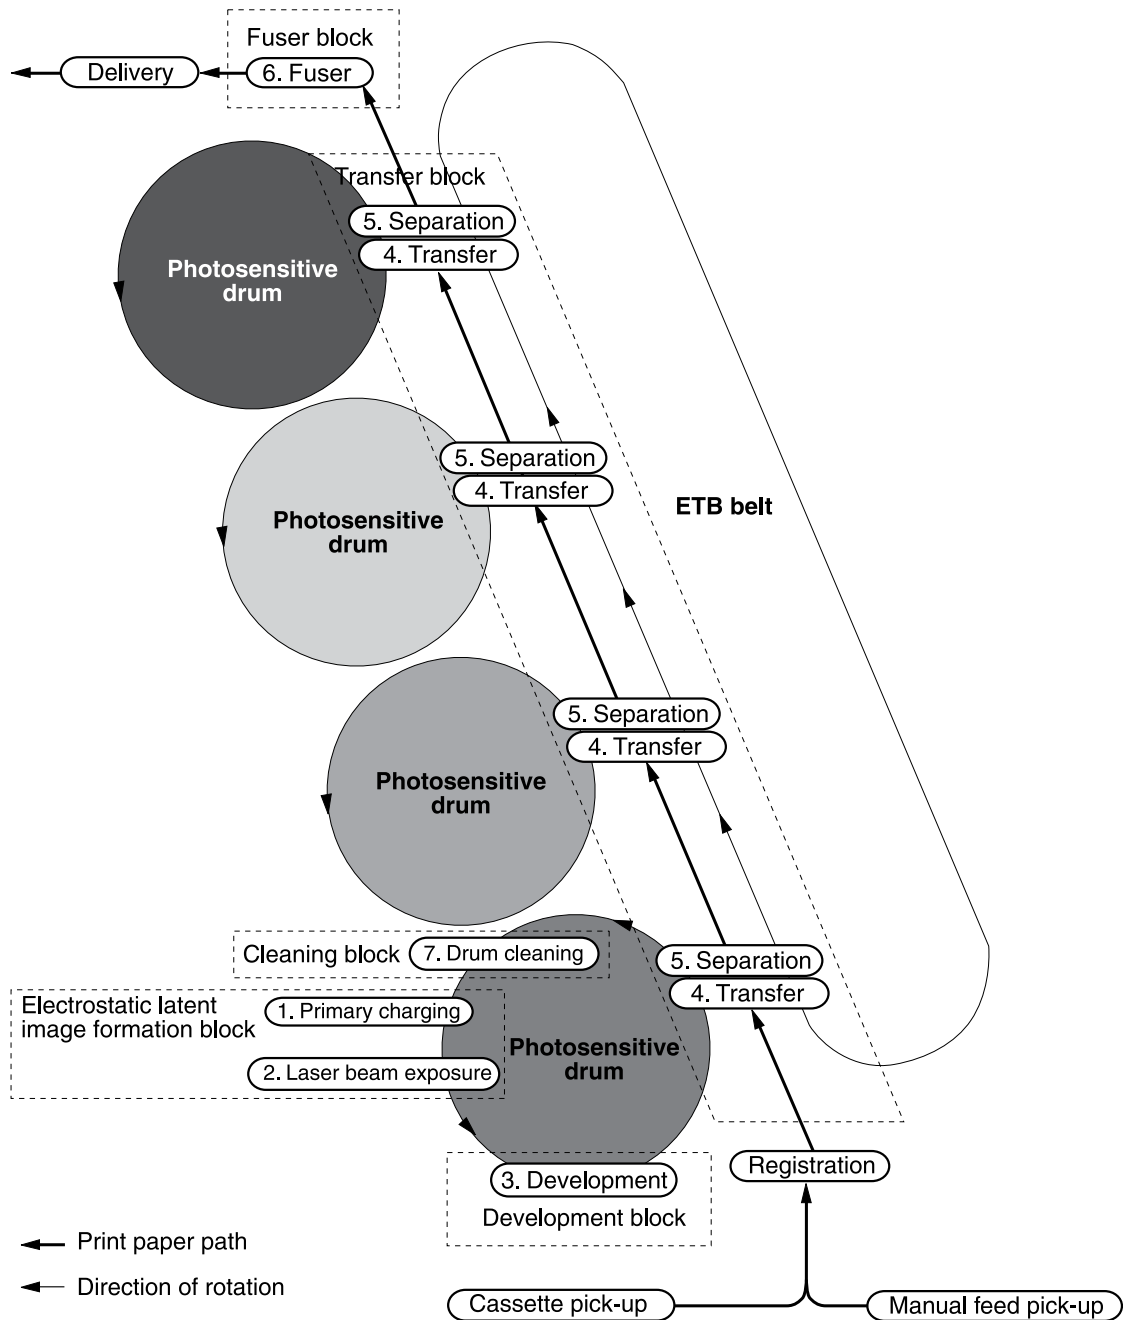 Fuser block
Delivery
6. Fuser
Transfer block
5. Separation
4. Transfer
Photosensitive
drum
5. Separation
4. Transfer
ETB belt
Photosensitive
drum
5. Separation
4. Transfer
Photosensitive
drum
Cleaning block
7. Drum cleaning
5. Separation
4. Transfer
Electrostatic latent
image formation block
1. Primary charging
Photosensitive
drum
2. Laser beam exposure
Registration
3. Development
Development block
Print paper path
Direction of rotation
Cassette pick-up
Manual feed pick-up